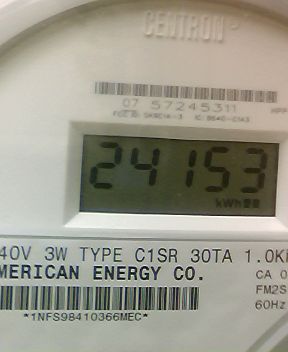 CENTRON
07 57245311
24153
kWh
40V 3W TYPE C1SR 30TA 1.0K
MERICAN ENERGY CO.
CA 0
FM2S
60Hz
*1NFS98410366MEC*